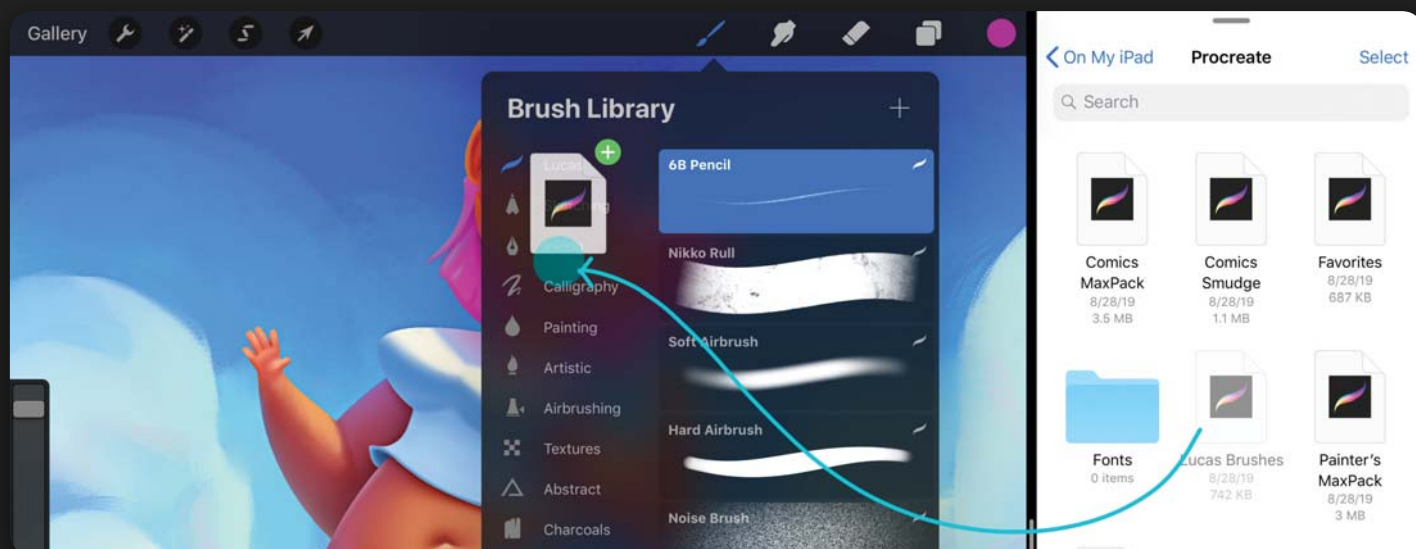 Gallery
Brush Library
Calligraphy
Painting
Artistic
Airbrushing
Textures
Abstract
Charcoals
6B Pencil
Nikko Rull
Soft Airbrush
Hard Airbrush
Noise Brush
On My iPad
Procreate
Select
Search
Comics
MaxPack
8/28/19
3.6 MB
Comics
Smudge
8/28/19
1.1 MB
Favorites
8/28/19
687 KB
Fonts
0 items
Lucas Brushes
8/28/19
742 KB
Painter's
MaxPack
8/28/19
3 MB